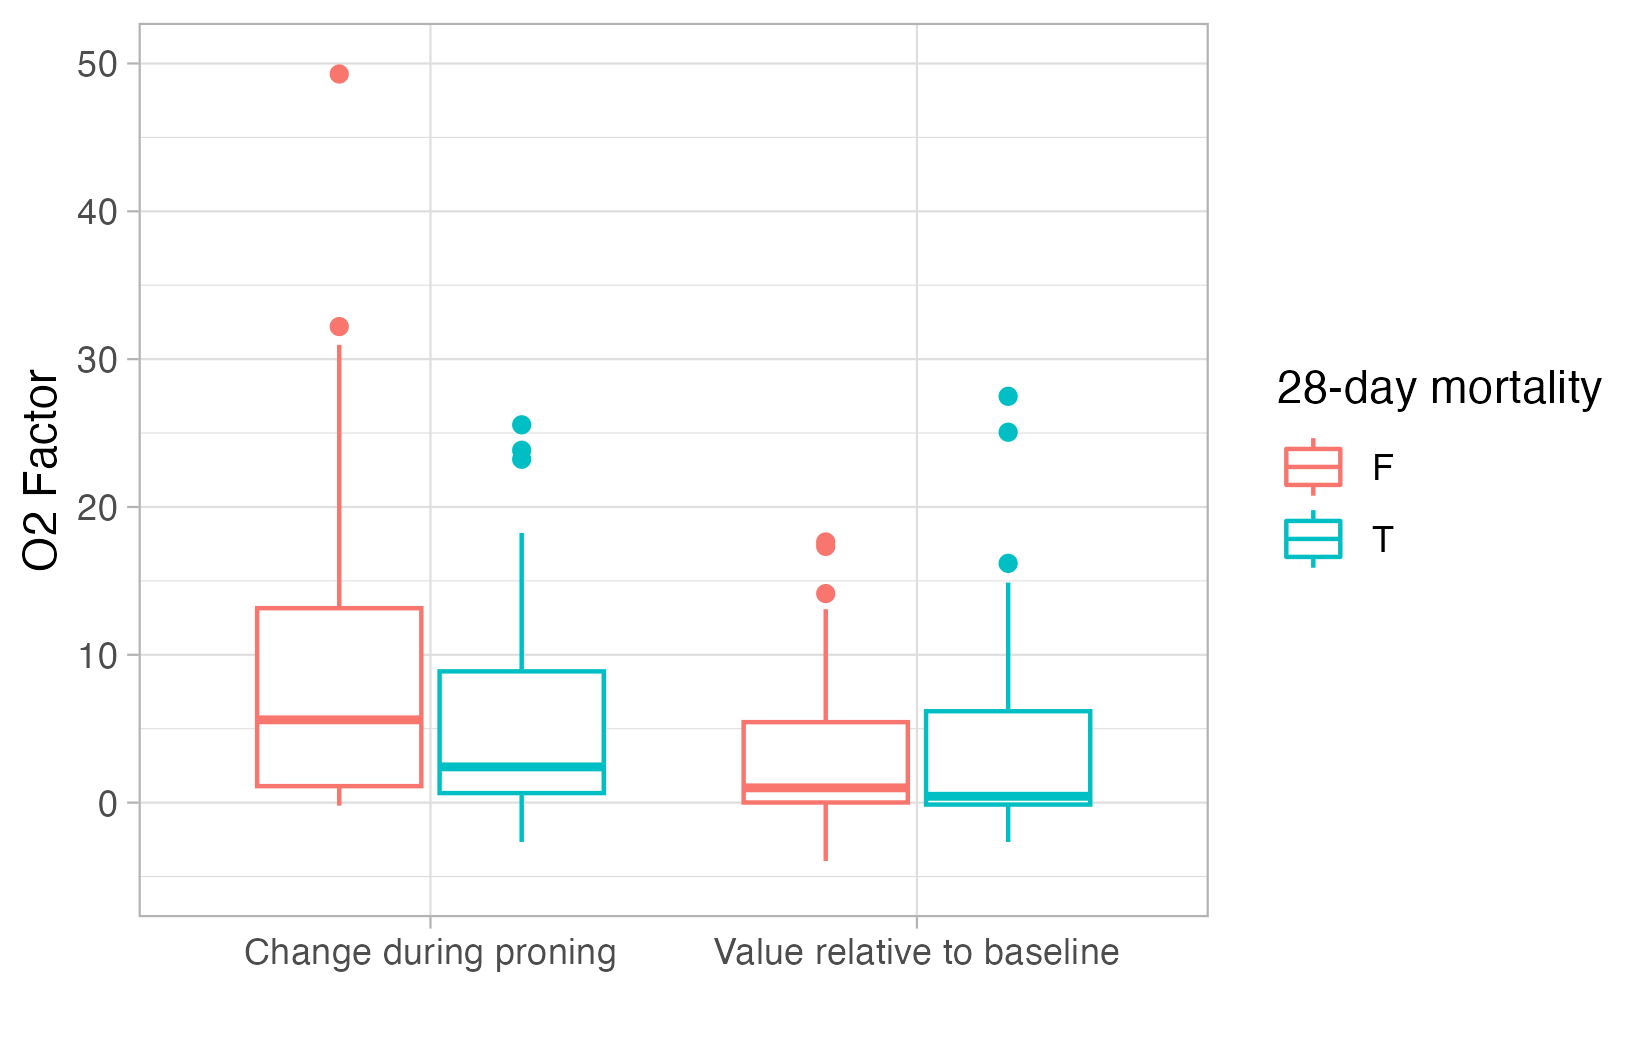 50
40
30
20
10
0
O2 Factor
Change during proning
Value relative to baseline
28-day mortality
F
T